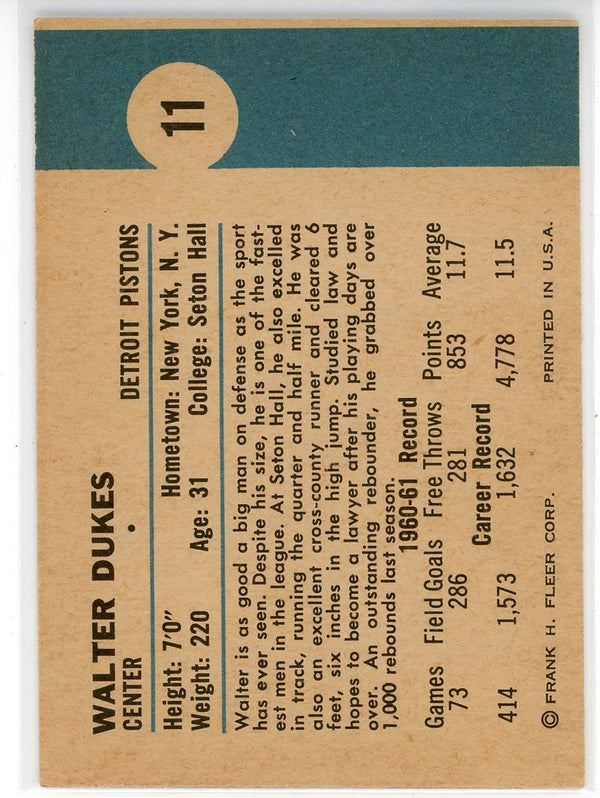 11
WALTER DUKES
CENTER DETROIT PISTONS
Height: 7'0" Hometown: New York, N. Y.
Weight: 220 Age: 31 College: Seton Hall
Walter is as good a big man on defense as the sport
has ever seen. Despite his size, he is one of the fast-
est men in the league. At Seton Hall, he also excelled
in track, running the quarter and half mile. He was
also an excellent cross-county runner and cleared 6
feet, six inches in the high jump. Studied law and
hopes to become a lawyer after his playing days are
over. An outstanding rebounder, he grabbed over
1,000 rebounds last season.
1960-61 Record
Games Field Goals Free Throws Points Average
73 286 281 853 11.7
Career Record
414 1,573 1,632 4,778 11.5
© FRANK H. FLEER CORP. PRINTED IN U.S.A.